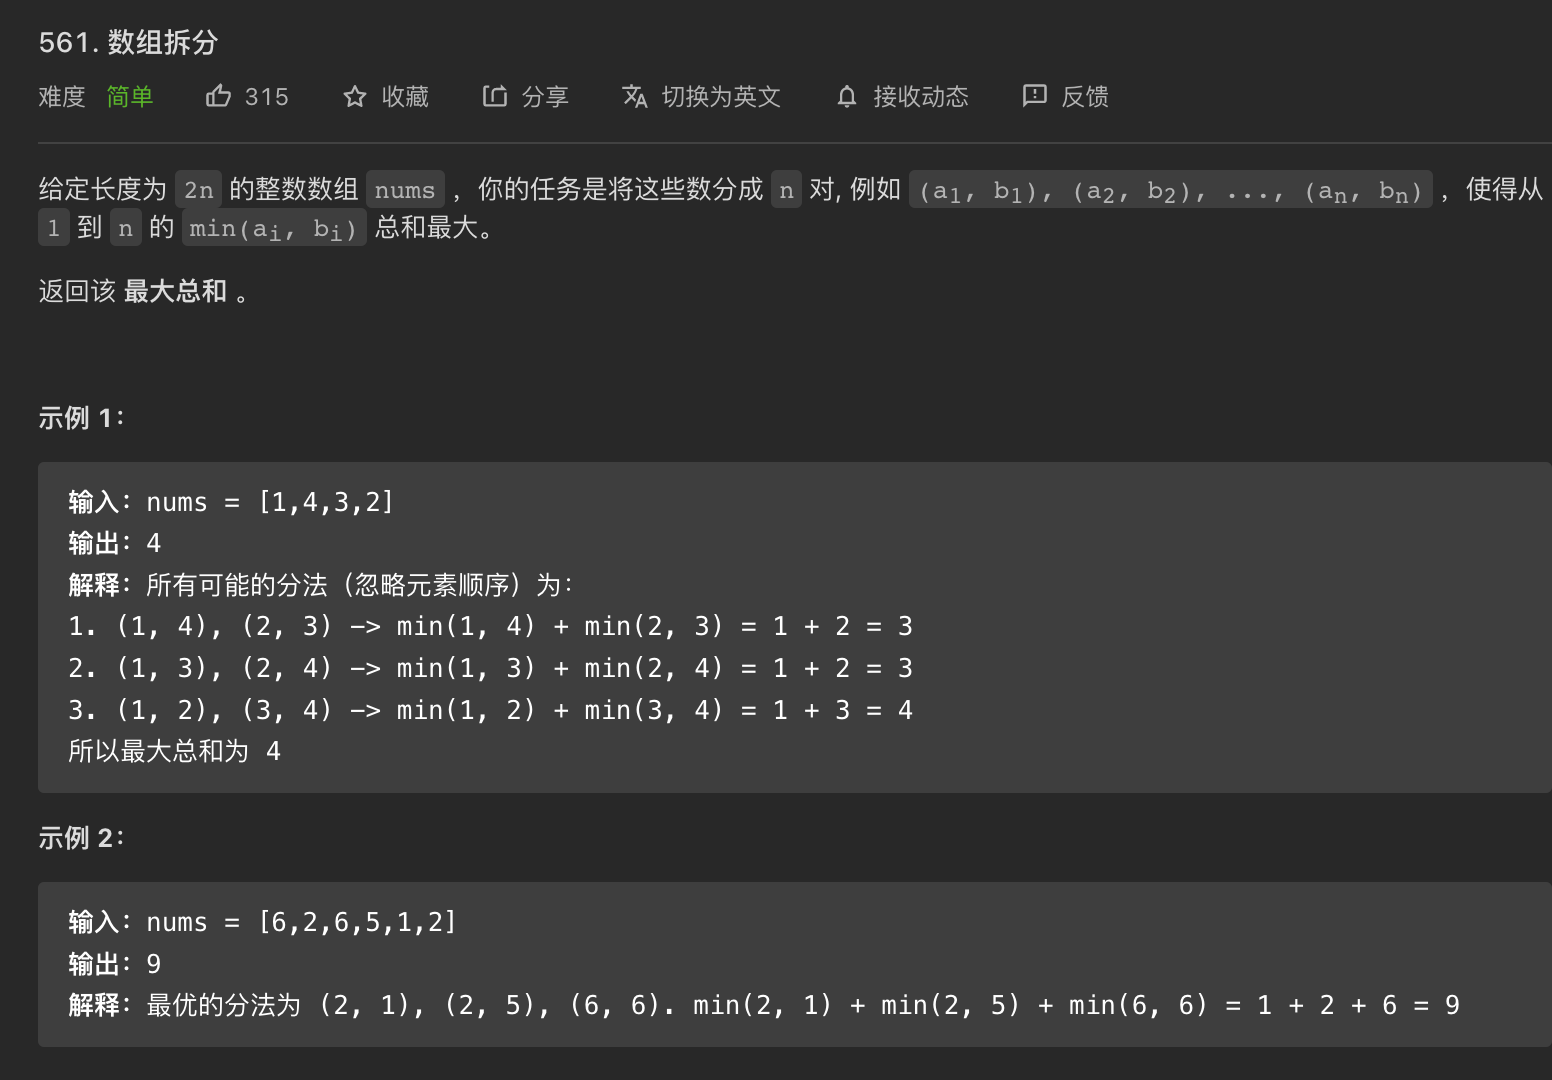 561. 数组拆分
难度 简单 315 收藏 分享 切换为英文 接收动态 反馈
给定长度为 2n 的整数数组 nums ，你的任务是将这些数分成 n 对, 例如 (a1, b1), (a2, b2), ..., (an, bn) ，使得从
1 到 n 的 min(ai, bi) 总和最大。
返回该 最大总和 。
示例 1：
输入：nums = [1,4,3,2]
输出：4
解释：所有可能的分法（忽略元素顺序）为：
1. (1, 4), (2, 3) -> min(1, 4) + min(2, 3) = 1 + 2 = 3
2. (1, 3), (2, 4) -> min(1, 3) + min(2, 4) = 1 + 2 = 3
3. (1, 2), (3, 4) -> min(1, 2) + min(3, 4) = 1 + 3 = 4
所以最大总和为 4
示例 2：
输入：nums = [6,2,6,5,1,2]
输出：9
解释：最优的分法为 (2, 1), (2, 5), (6, 6). min(2, 1) + min(2, 5) + min(6, 6) = 1 + 2 + 6 = 9